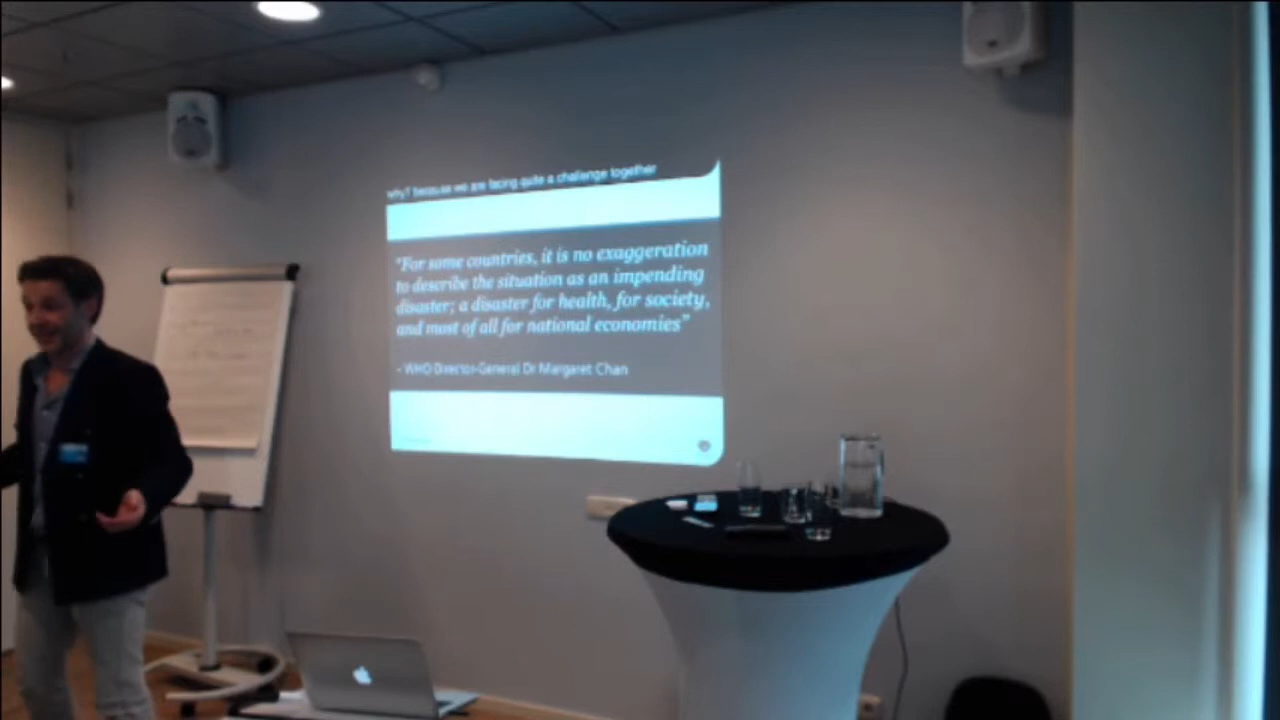 why? because we are facing quite a challenge together
“For some countries, it is no exaggeration
to describe the situation as an impending
disaster; a disaster for health, for society,
and most of all for national economies”
- WHO Director-General Dr Margaret Chan